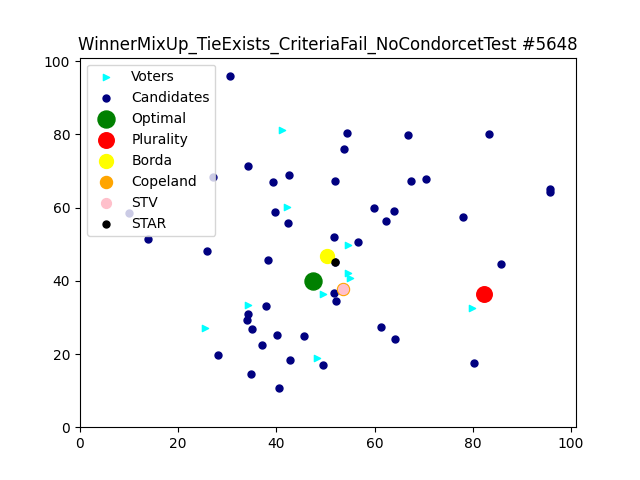 WinnerMixUp_TieExists_CriteriaFail_NoCondorcetTest #5648
100
80
60
40
20
0
Voters
Candidates
Optimal
Plurality
Borda
Copeland
STV
STAR
0 20 40 60 80 100